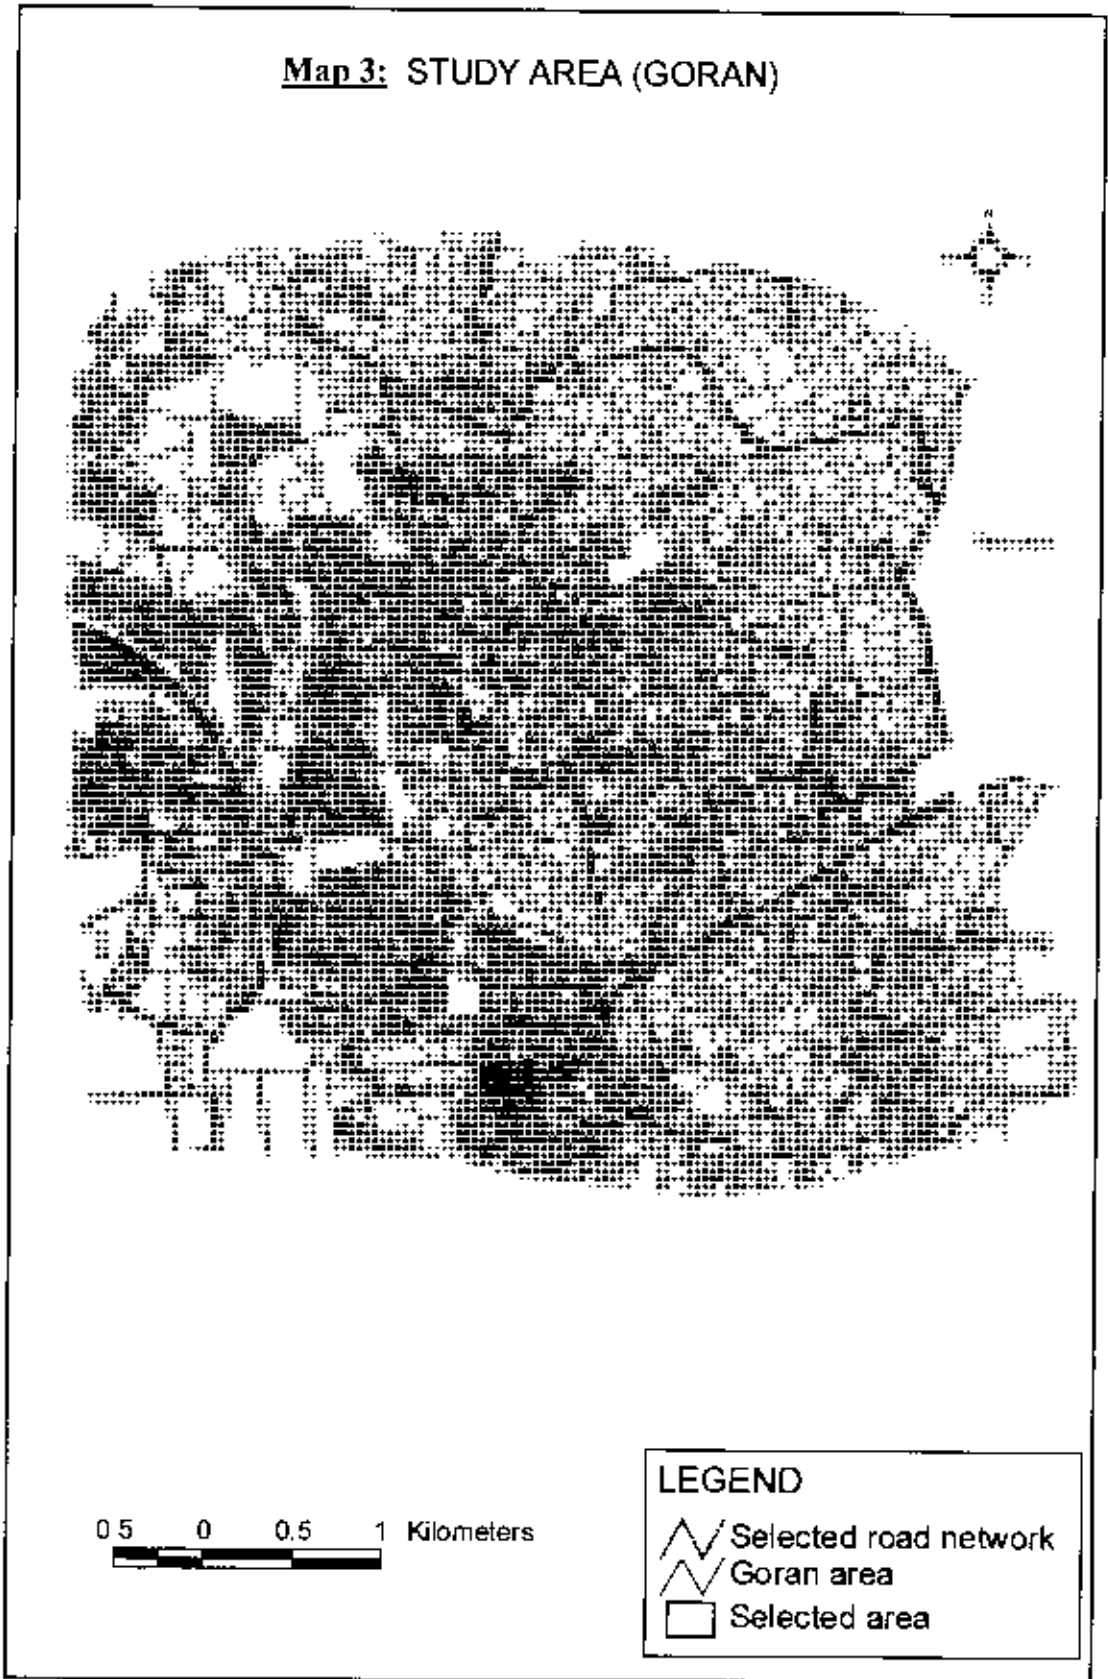 Map 3: STUDY AREA (GORAN)
N
0 5 0 0.5 1 Kilometers
LEGEND
Selected road network
Goran area
Selected area